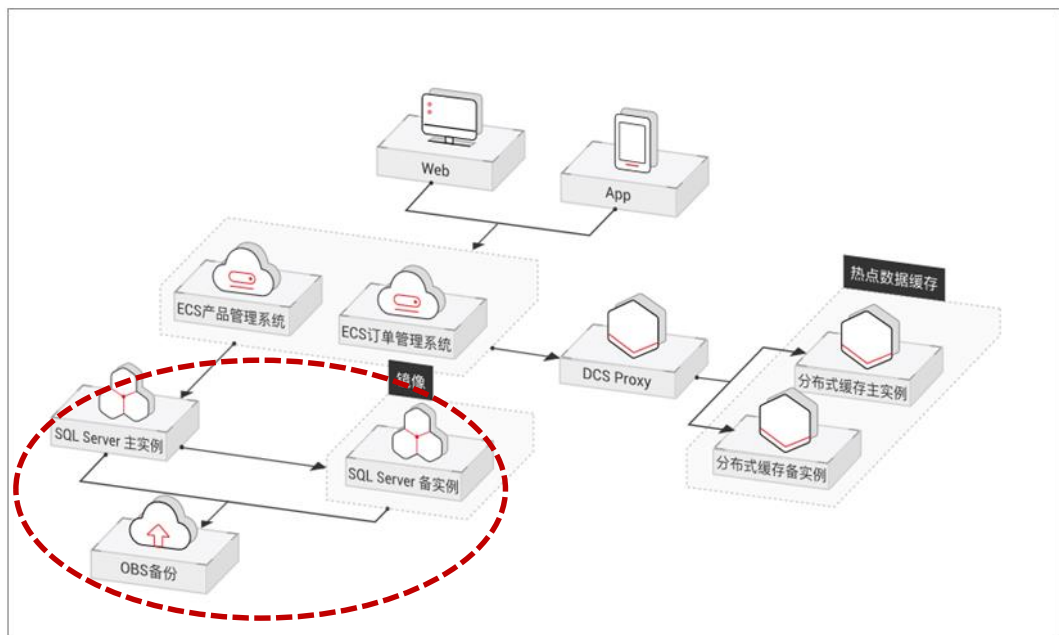 Web
App
热点数据缓存
ECS产品管理系统
ECS订单管理系统
分布式缓存主实例
DCS Proxy
镜像
SQL Server 主实例
分布式缓存备实例
SQL Server 备实例
OBS备份